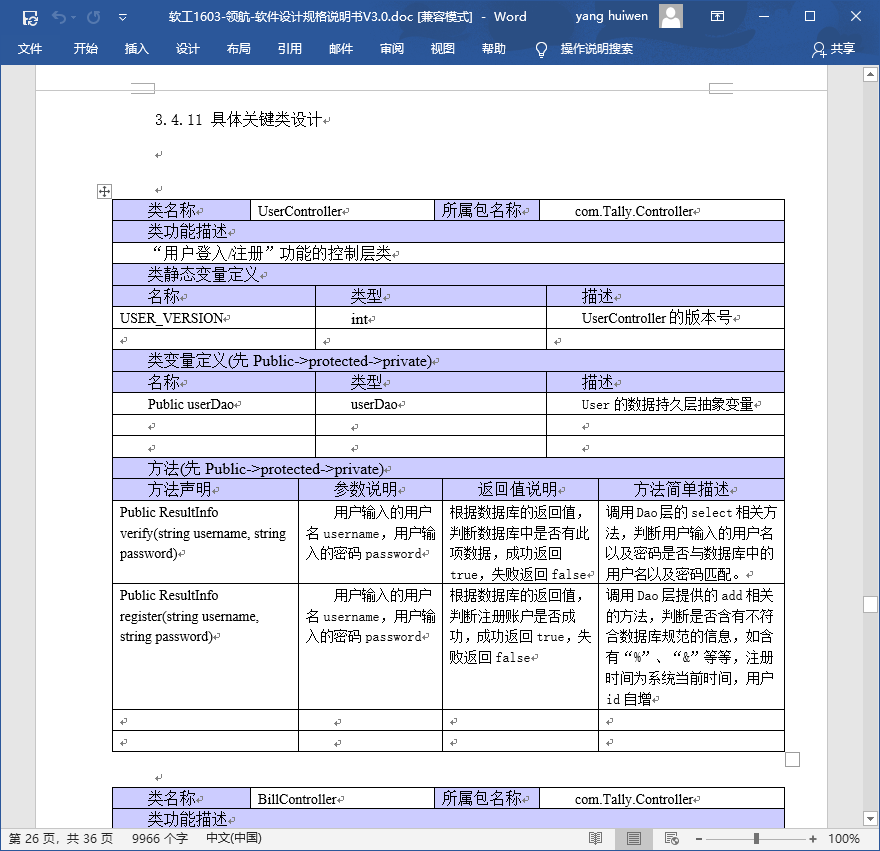 软工1603-领航-软件设计规格说明书V3.0.doc [兼容模式] - Word yang huiwen
文件 开始 插入 设计 布局 引用 邮件 审阅 视图 帮助 操作说明搜索 共享
3.4.11 具体关键类设计
类名称 UserController 所属包名称 com.Tally.Controller
类功能描述
“用户登入/注册”功能的控制层类
类静态变量定义
名称 类型 描述
USER_VERSION int UserController 的版本号
类变量定义(先 Public->protected->private)
名称 类型 描述
Public userDao userDao User 的数据持久层抽象变量
方法(先 Public->protected->private)
方法声明 参数说明 返回值说明 方法简单描述
Public ResultInfo
verify(string username, string
password)
用户输入的用户
名 username，用户输
入的密码 password
根据数据库的返回值，
判断数据库中是否有此
项数据，成功返回
true，失败返回 false
调用 Dao 层的 select 相关方
法，判断用户输入的用户名
以及密码是否与数据库中的
用户名以及密码匹配。
Public ResultInfo
register(string username,
string password)
用户输入的用户
名 username，用户输
入的密码 password
根据数据库的返回值，
判断注册账户是否成
功，成功返回 true，失
败返回 false
调用 Dao 层提供的 add 相关
的方法，判断是否含有不符
合数据库规范的信息，如含
有“%”、“&”等等，注册
时间为系统当前时间，用户
id 自增
类名称 BillController 所属包名称 com.Tally.Controller
类功能描述
第 26 页，共 36 页 9966 个字 中文(中国) 100%